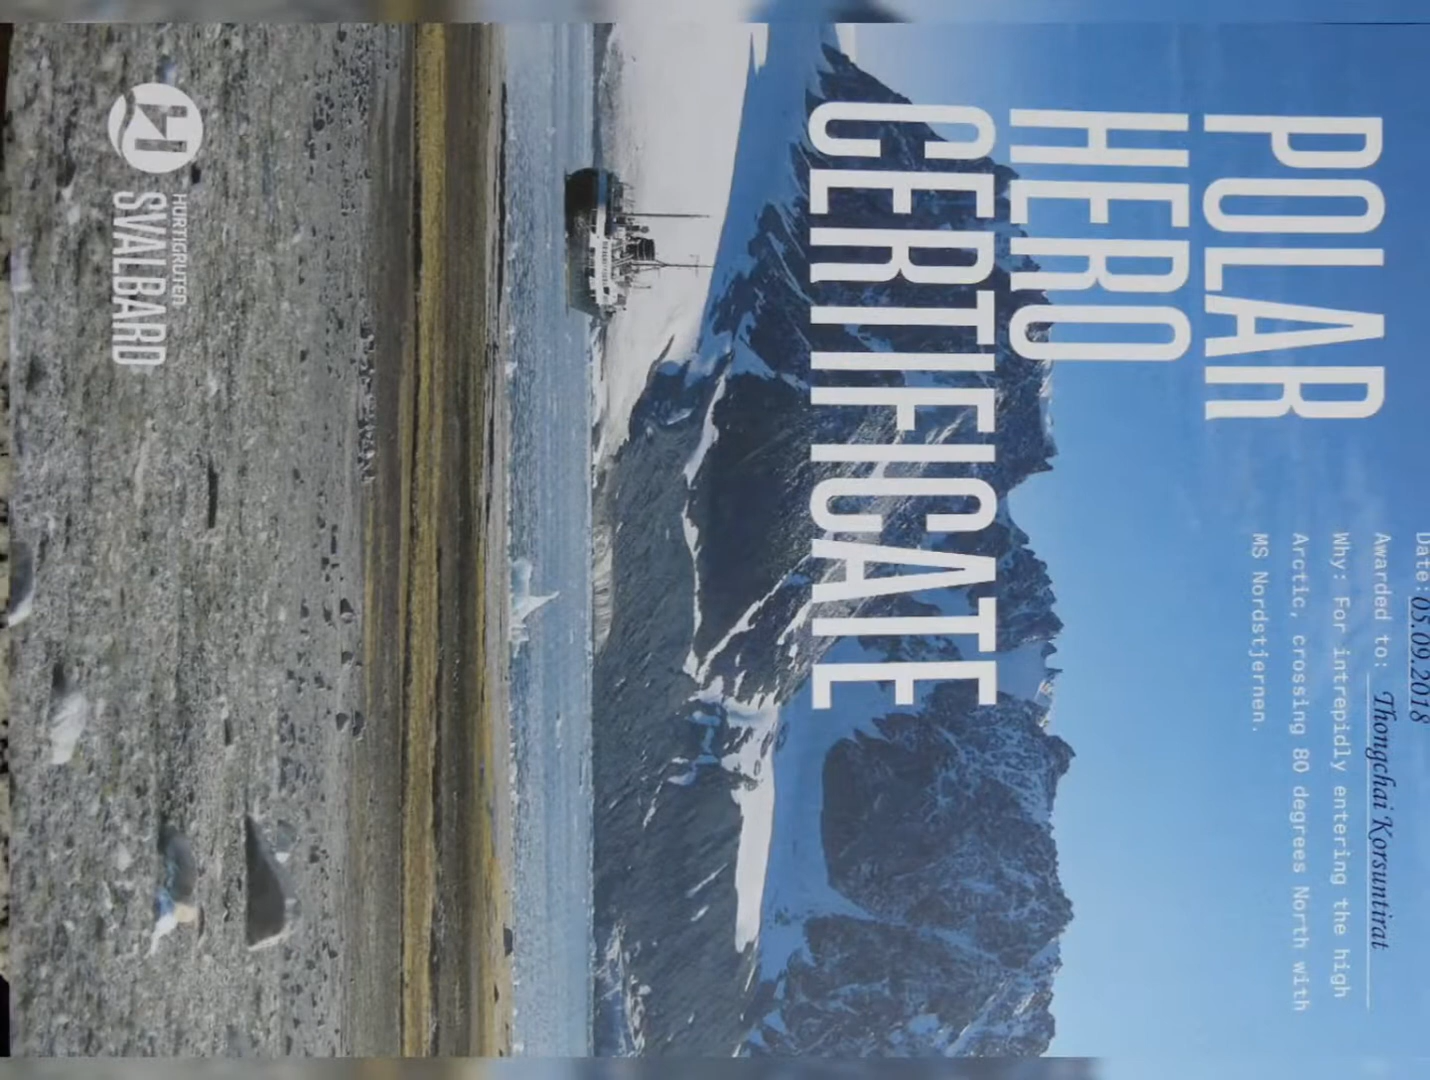 POLAR
HERO
CERTIFICATE
Date: 05.09.2018
Awarded to: Thongchai Korsuntirat
Why: For intrepidly entering the high
Arctic, crossing 80 degrees North with
MS Nordstjernen.
HURTIGRUTEN
SVALBARD